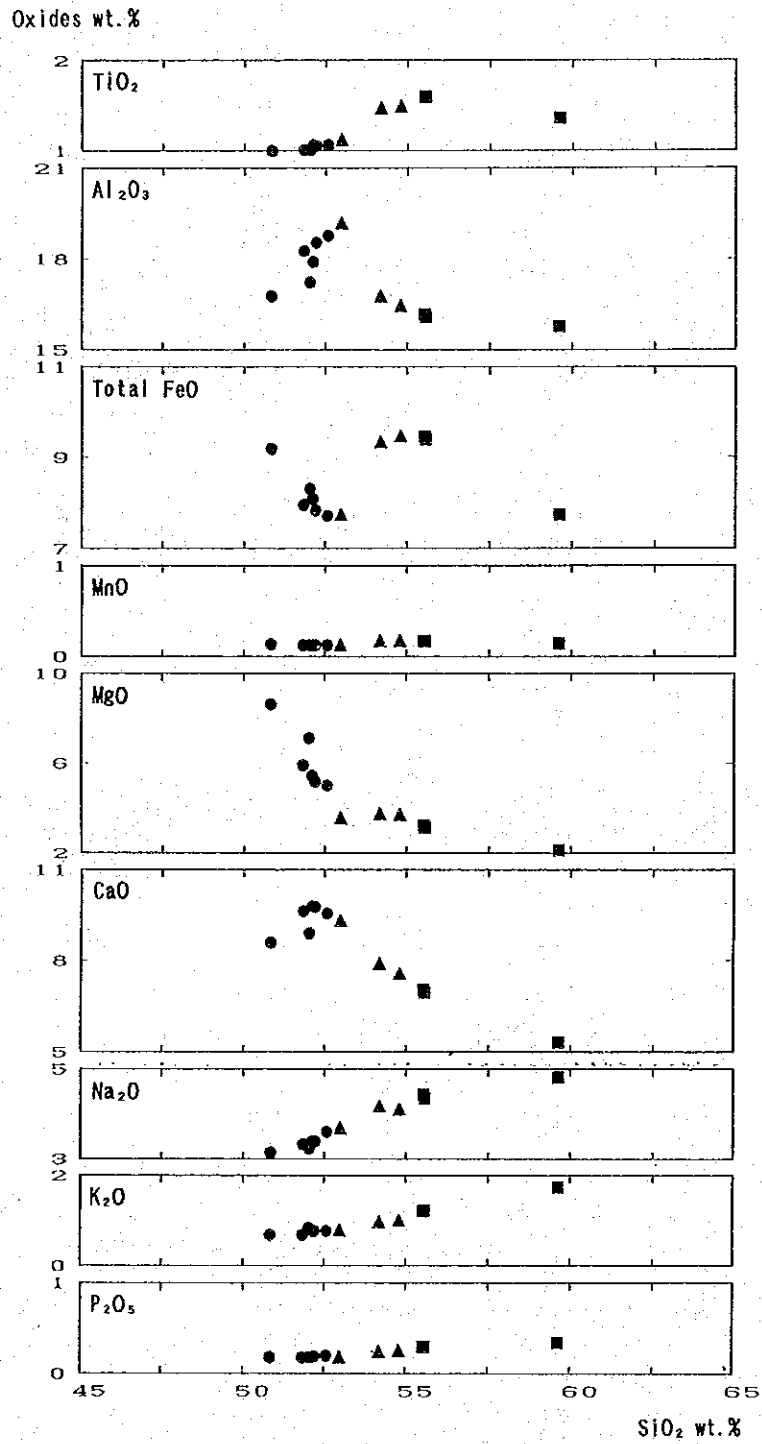 Oxides wt.%
2
TiO₂
1
21
Al₂O₃
18
15
11
Total FeO
9
7
1
MnO
0
10
MgO
6
2
11
CaO
8
5
5
Na₂O
3
2
K₂O
0
1
P₂O₅
0
45 50 55 60 65
SiO₂ wt.%